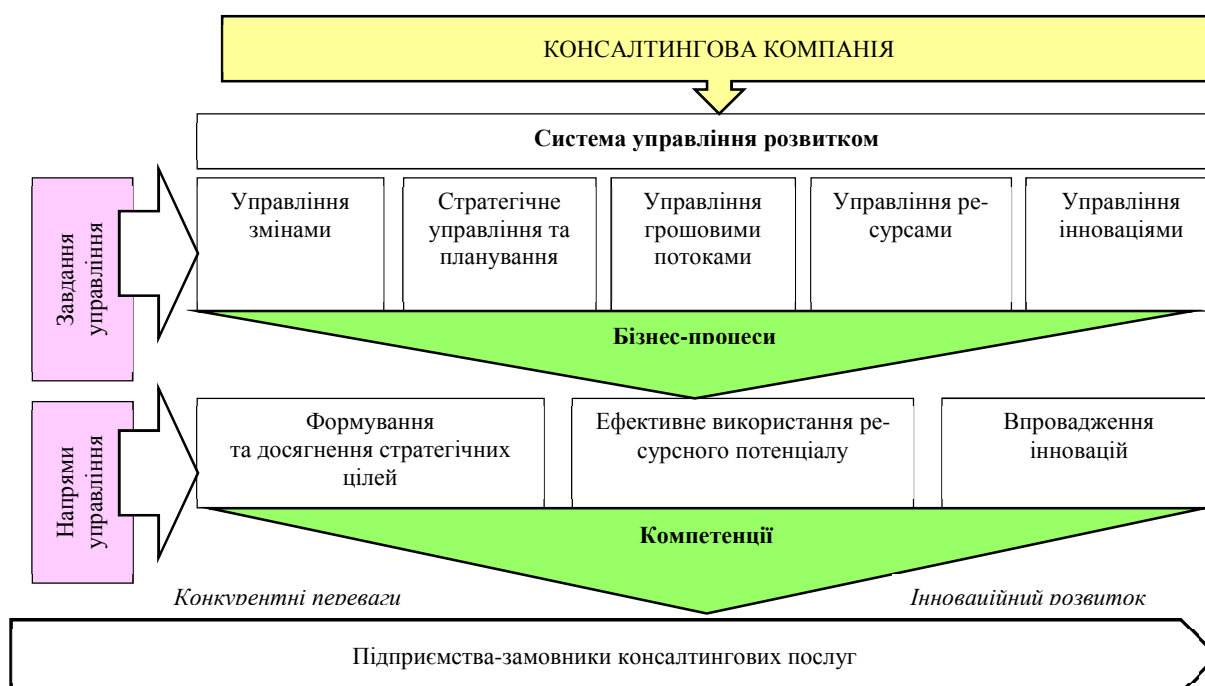 КОНСАЛТИНГОВА КОМПАНІЯ
Система управління розвитком
Завдання
управління
Управління
змінами
Стратегічне
управління та
планування
Управління
грошовими
потоками
Управління ре-
сурсами
Управління
інноваціями
Бізнес-процеси
Напрями
управління
Формування
та досягнення стратегічних
цілей
Ефективне використання ре-
сурсного потенціалу
Впровадження
інновацій
Компетенції
Конкурентні переваги
Інноваційний розвиток
Підприємства-замовники консалтингових послуг